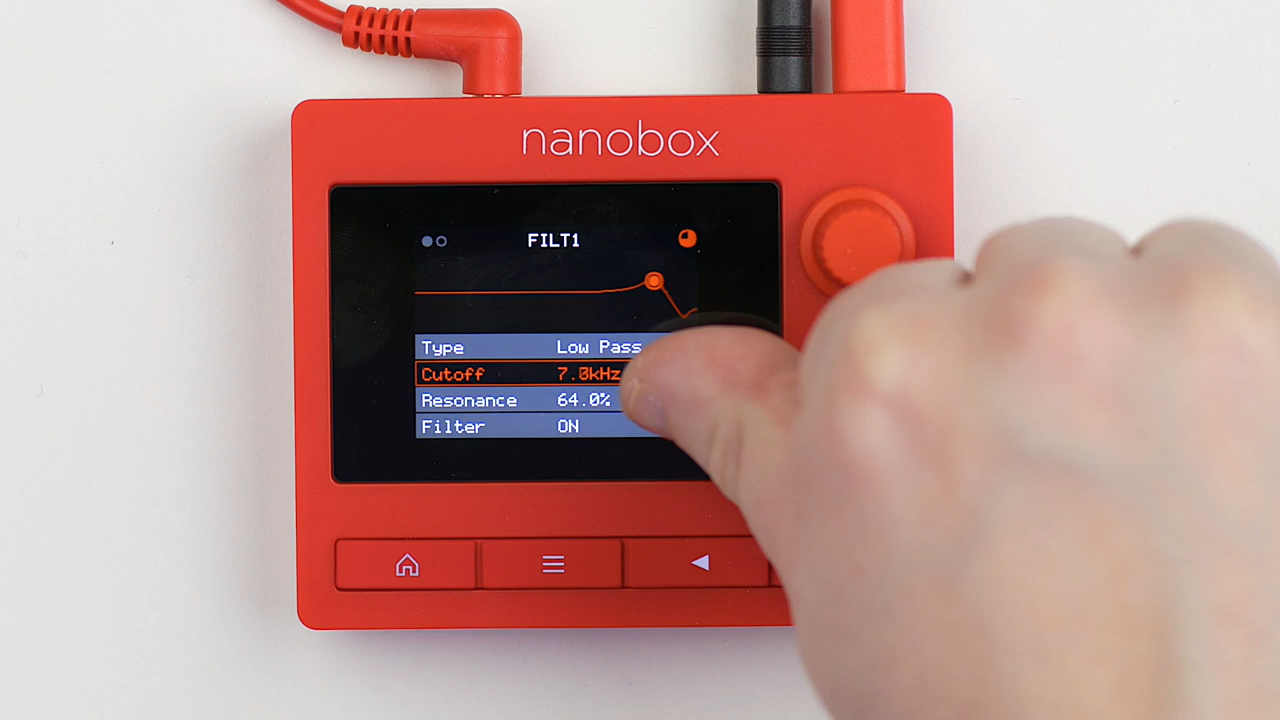 nanobox
FILT1
Type Low Pass
Cutoff 7.0kHz
Resonance 64.0%
Filter ON